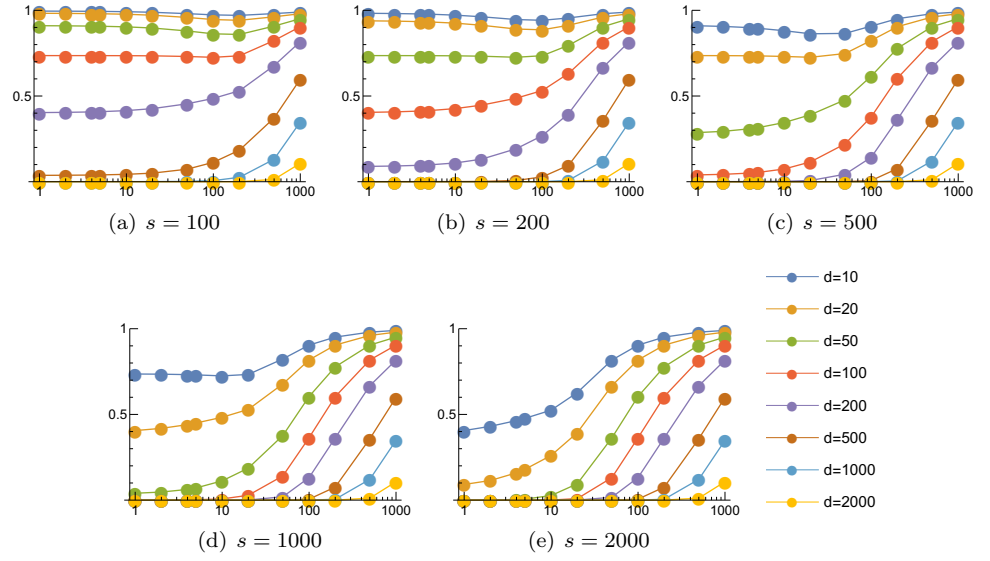 1
0.5
1 10 100 1000
(a) s = 100
1
0.5
1 10 100 1000
(b) s = 200
1
0.5
1 10 100 1000
(c) s = 500
1
0.5
1 10 100 1000
(d) s = 1000
1
0.5
1 10 100 1000
(e) s = 2000
d=10
d=20
d=50
d=100
d=200
d=500
d=1000
d=2000